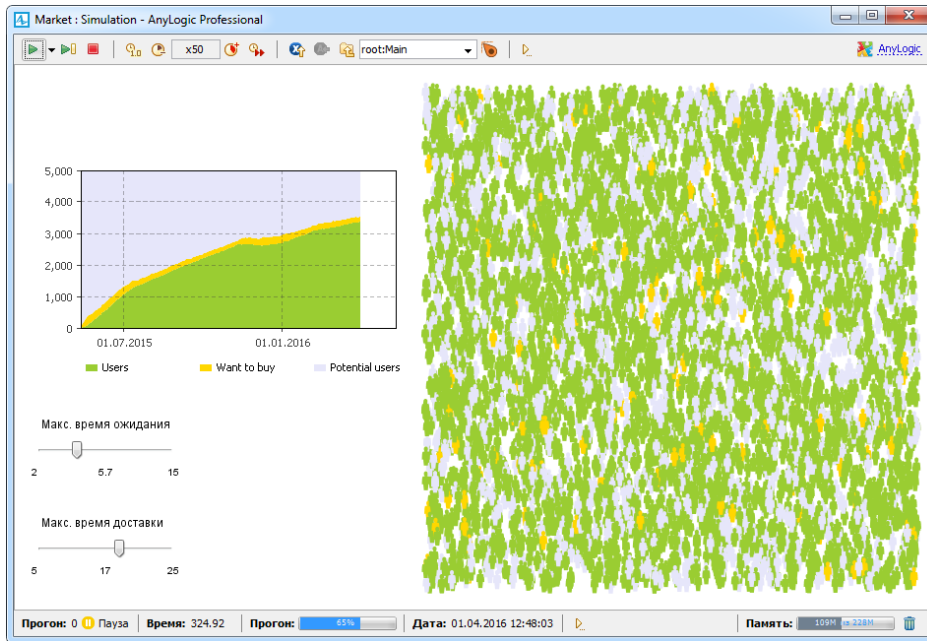 Market : Simulation - AnyLogic Professional
x50
root:Main
AnyLogic
5,000
4,000
3,000
2,000
1,000
0
01.07.2015 01.01.2016
Users Want to buy Potential users
Макс. время ожидания
2 5.7 15
Макс. время доставки
5 17 25
Прогон: 0 Пауза Время: 324.92 Прогон: 65% Дата: 01.04.2016 12:48:03 Память: 109M из 228M